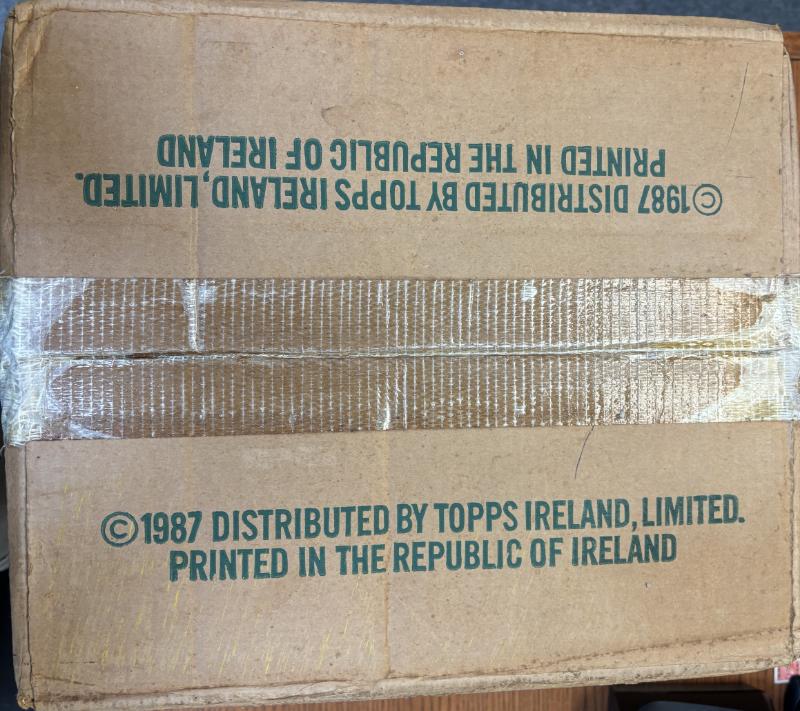 PRINTED IN THE REPUBLIC OF IRELAND
©1987 DISTRIBUTED BY TOPPS IRELAND, LIMITED.
©1987 DISTRIBUTED BY TOPPS IRELAND, LIMITED.
PRINTED IN THE REPUBLIC OF IRELAND